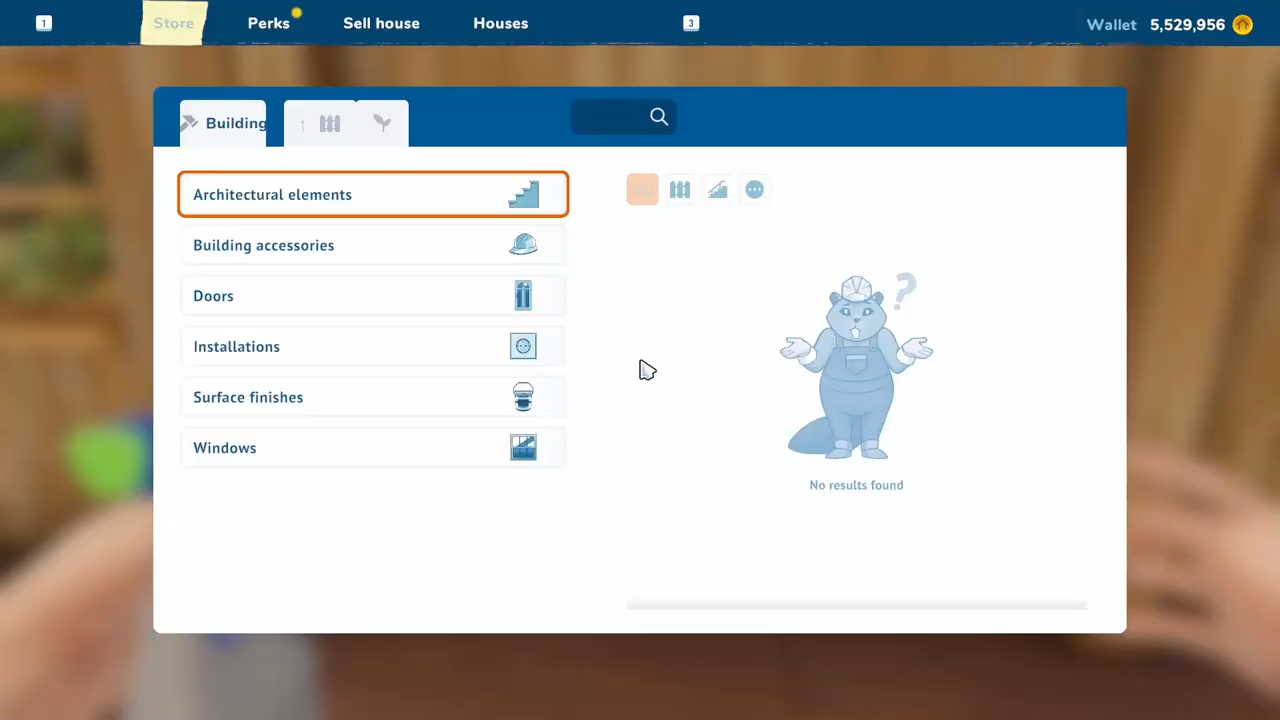 1 Store Perks Sell house Houses 3 Wallet 5,529,956
Building
Architectural elements
Building accessories
Doors
Installations
Surface finishes
Windows
?
No results found